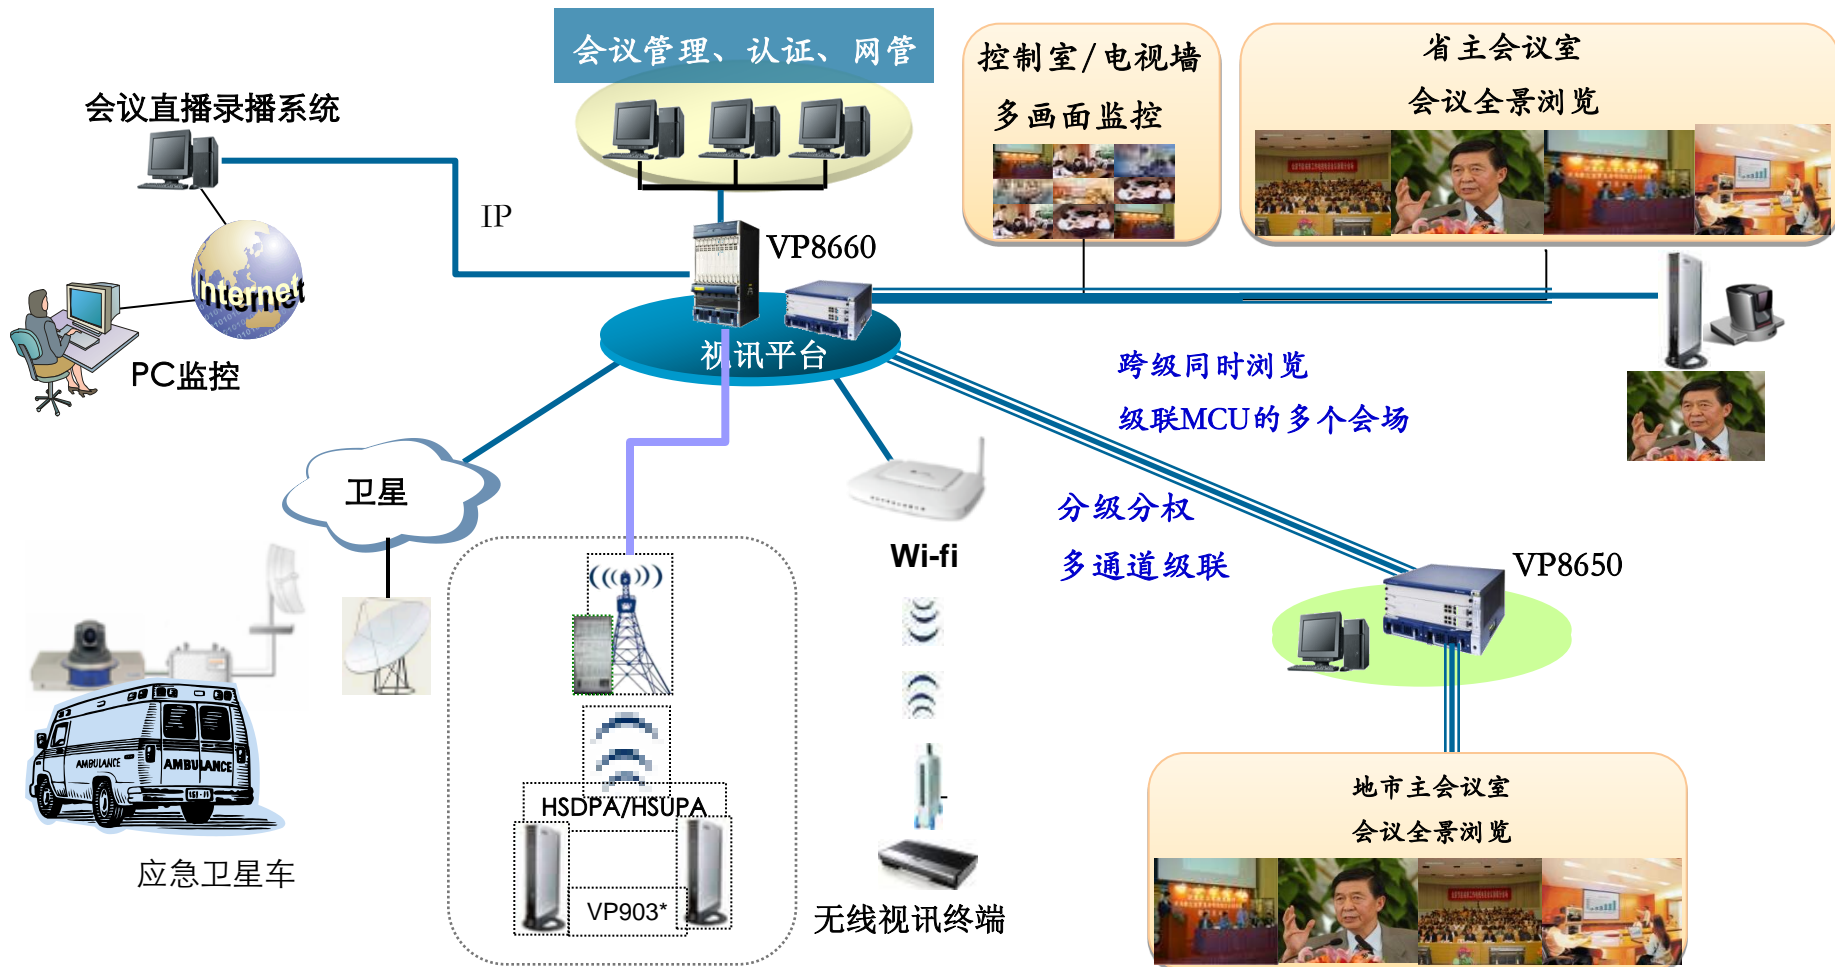 会议管理、认证、网管
控制室/电视墙
多画面监控
省主会议室
会议全景浏览
会议直播录播系统
IP
VP8660
Internet
PC监控
视讯平台
跨级同时浏览
级联MCU的多个会场
卫星
分级分权
多通道级联
Wi-fi
VP8650
AMBULANCE
AMBULANCE
HSDPA/HSUPA
地市主会议室
会议全景浏览
应急卫星车
VP903*
无线视讯终端